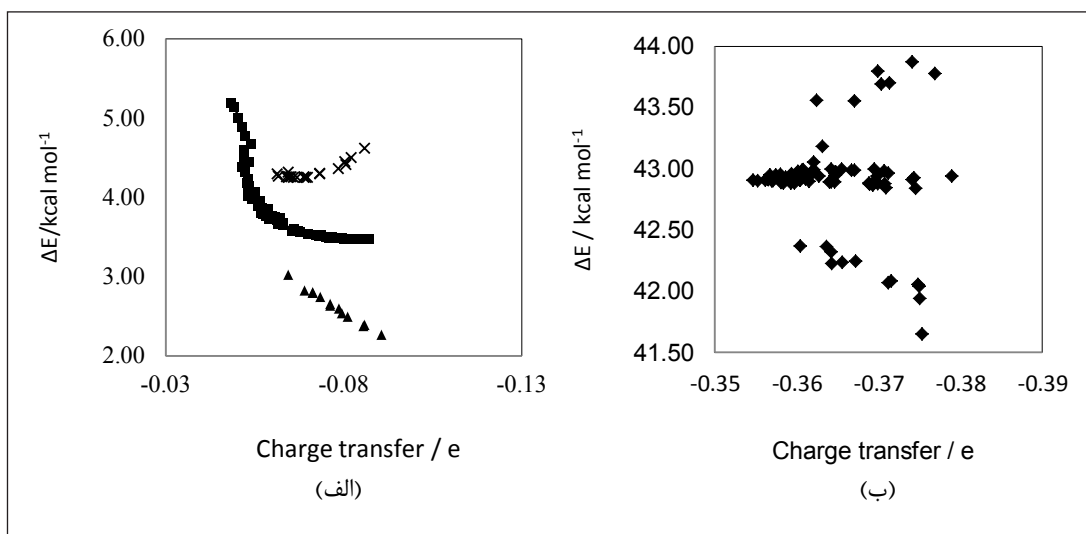 6.00
5.00
4.00
3.00
2.00
ΔE/kcal mol⁻¹
-0.03 -0.08 -0.13
Charge transfer / e
(الف)
44.00
43.50
43.00
42.50
42.00
41.50
ΔE / kcal mol⁻¹
-0.35 -0.36 -0.37 -0.38 -0.39
Charge transfer / e
(ب)